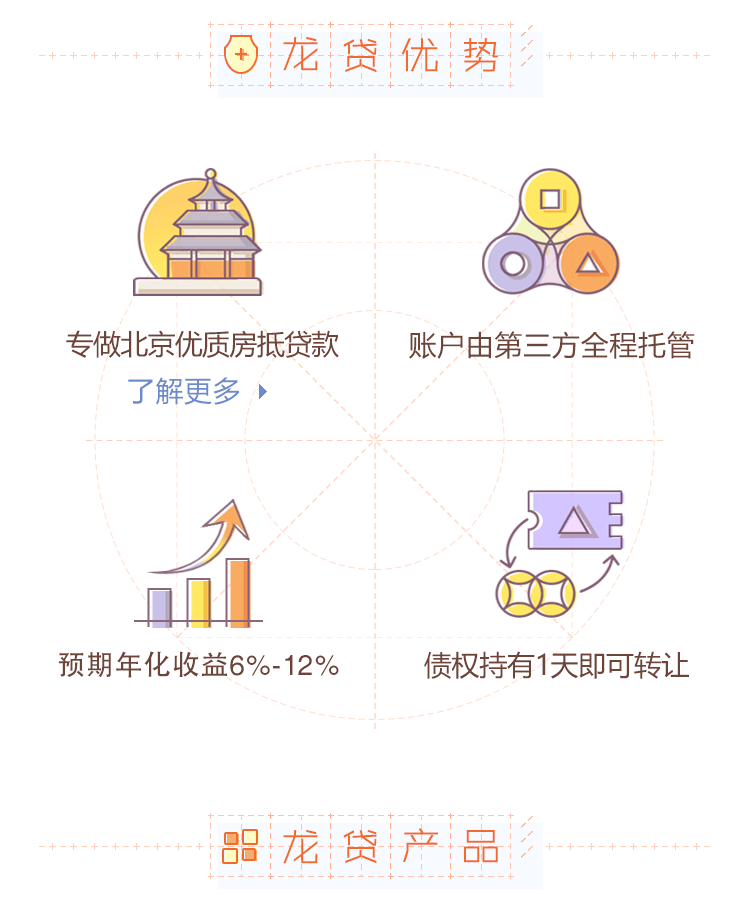 龙贷优势
专做北京优质房抵贷款
了解更多
账户由第三方全程托管
预期年化收益6%-12%
债权持有1天即可转让
龙贷产品